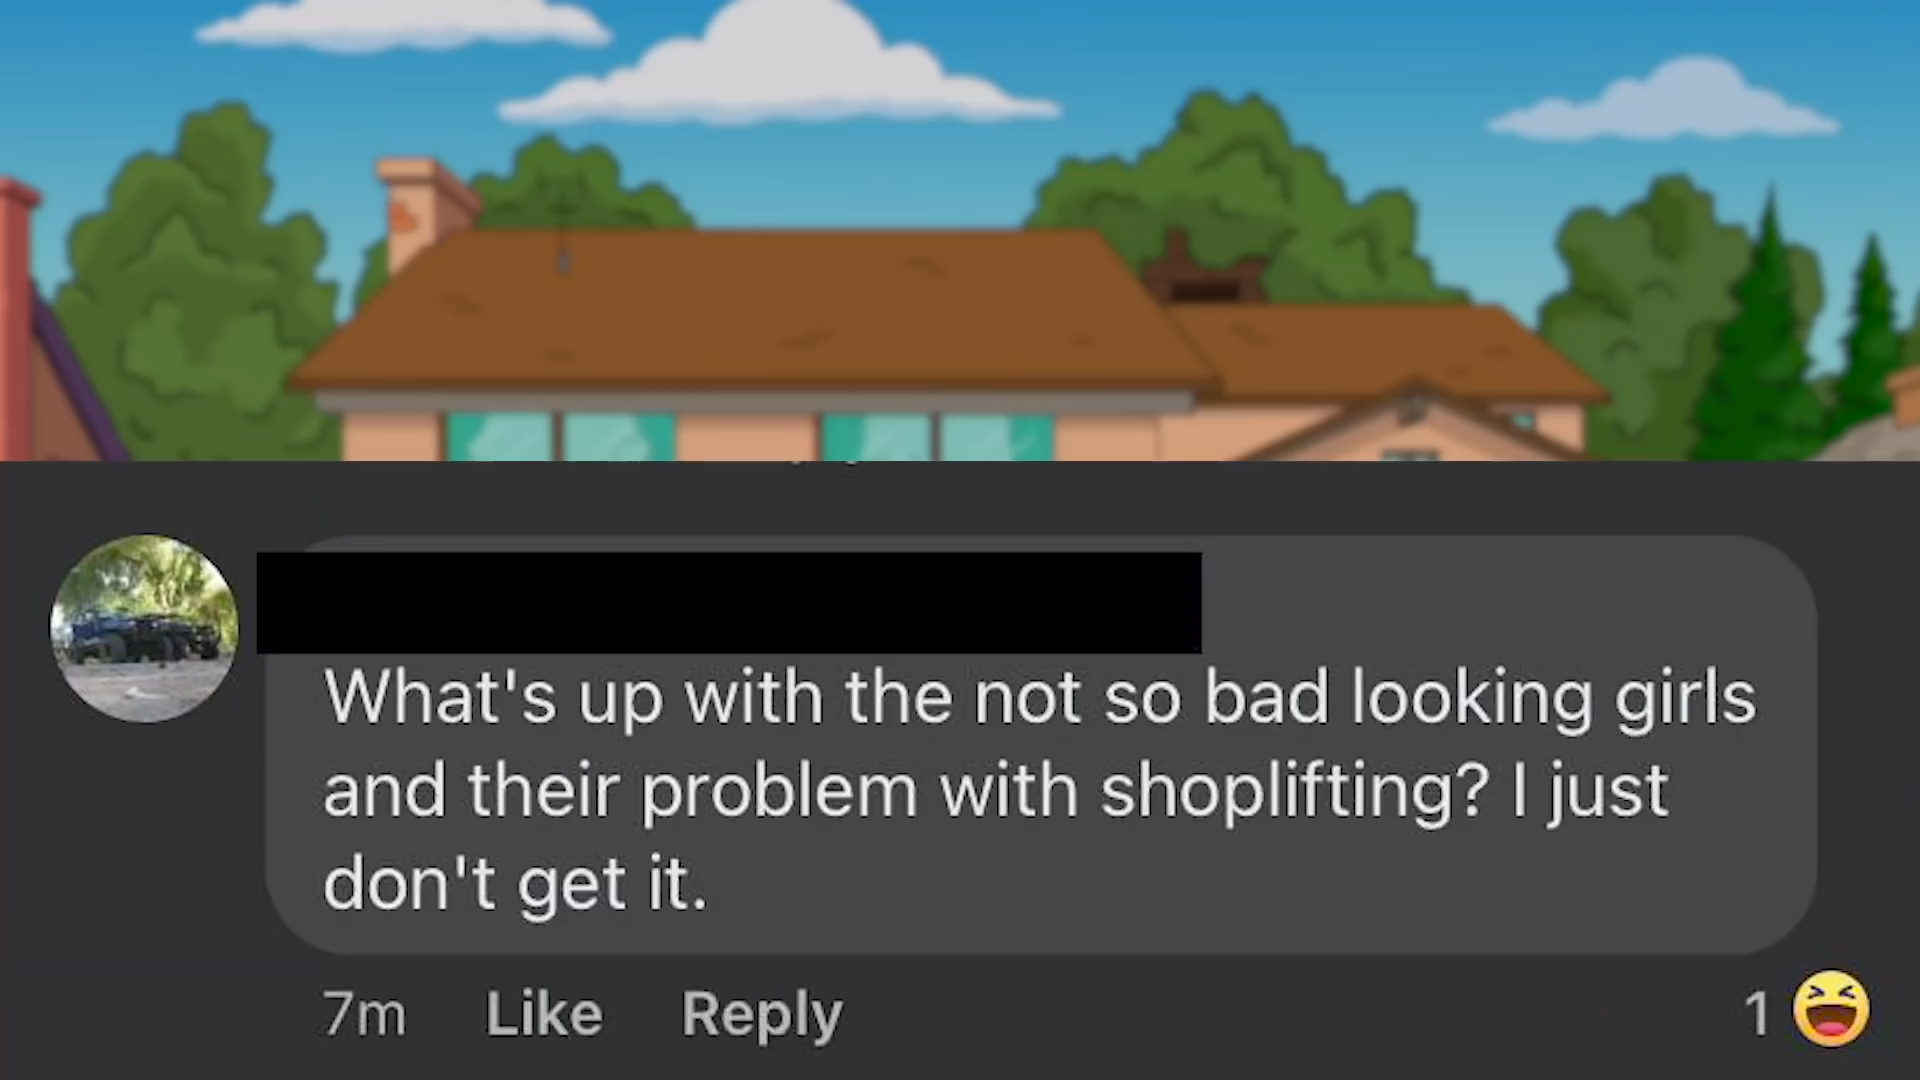 What's up with the not so bad looking girls
and their problem with shoplifting? I just
don't get it.
7m Like Reply 1